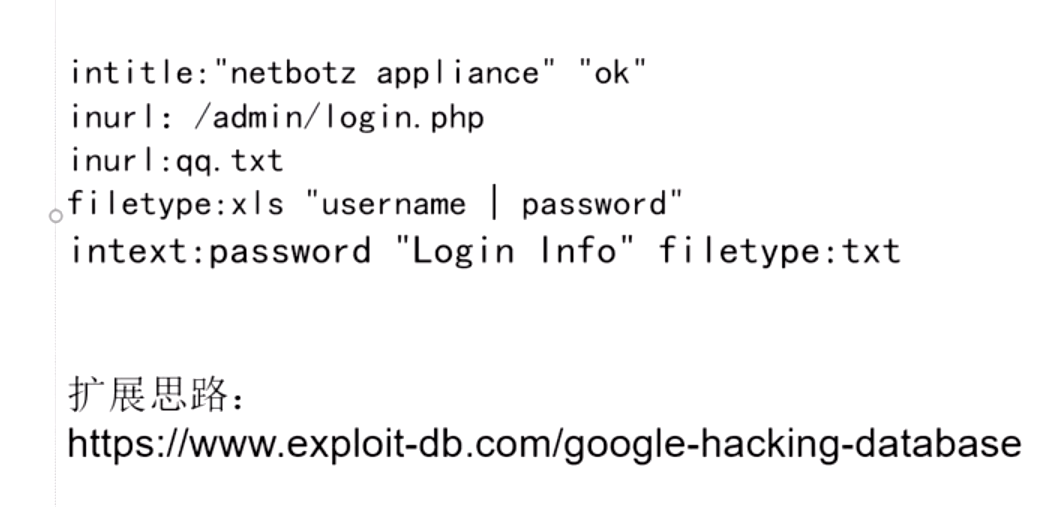 intitle:"netbotz appliance" "ok"
inurl: /admin/login.php
inurl:qq.txt
filetype:xls "username | password"
intext:password "Login Info" filetype:txt
扩展思路：
https://www.exploit-db.com/google-hacking-database